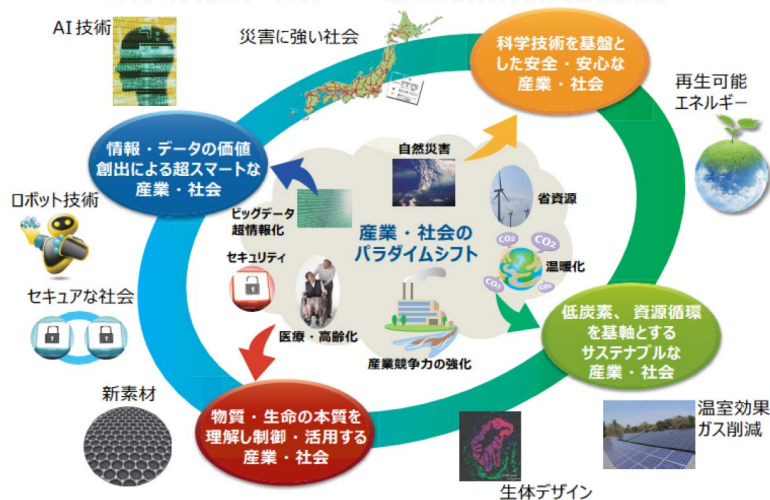 AI技術
災害に強い社会
科学技術を基盤と
した安全・安心な
産業・社会
再生可能
エネルギー
情報・データの価値
創出による超スマートな
産業・社会
自然災害
省資源
ロボット技術
ビッグデータ
超情報化
産業・社会の
パラダイムシフト
CO2
CO2
CO2
CO2
温暖化
セキュリティ
セキュアな社会
医療・高齢化
産業競争力の強化
低炭素、資源循環
を基軸とする
サステナブルな
産業・社会
新素材
物質・生命の本質を
理解し制御・活用する
産業・社会
生体デザイン
温室効果
ガス削減